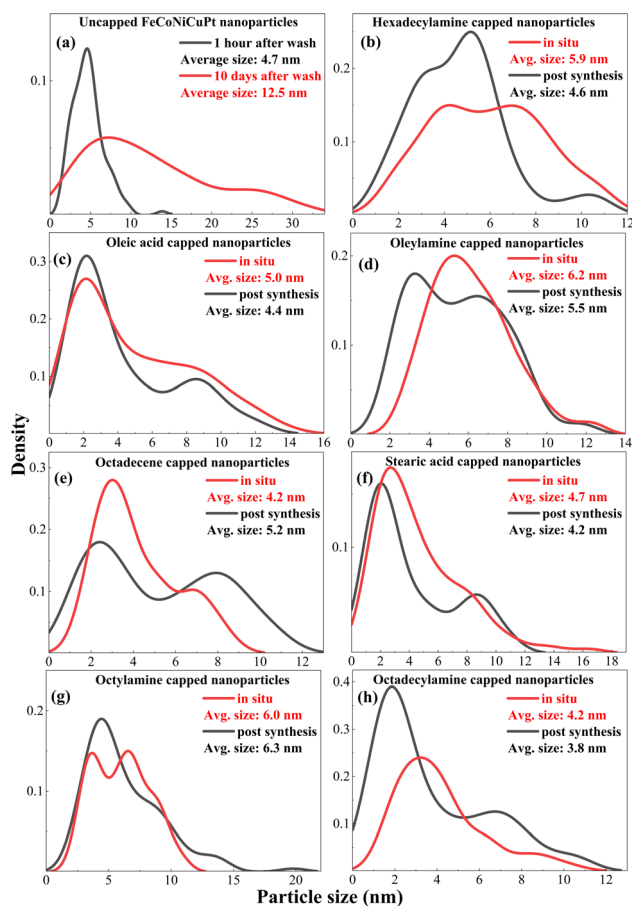 Uncapped FeCoNiCuPt nanoparticles
(a)
1 hour after wash
Average size: 4.7 nm
10 days after wash
Average size: 12.5 nm
0.1
0 5 10 15 20 25 30
Hexadecylamine capped nanoparticles
(b)
in situ
Avg. size: 5.9 nm
post synthesis
Avg. size: 4.6 nm
0.25
0.15
0.05
0 2 4 6 8 10 12
Oleic acid capped nanoparticles
(c)
in situ
Avg. size: 5.0 nm
post synthesis
Avg. size: 4.4 nm
0.3
0.2
0.1
0 2 4 6 8 10 12 14 16
Oleylamine capped nanoparticles
(d)
in situ
Avg. size: 6.2 nm
post synthesis
Avg. size: 5.5 nm
0.2
0.1
0 2 4 6 8 10 12 14
Density
Octadecene capped nanoparticles
(e)
in situ
Avg. size: 4.2 nm
post synthesis
Avg. size: 5.2 nm
0.3
0.2
0.1
0 2 4 6 8 10 12
Stearic acid capped nanoparticles
(f)
in situ
Avg. size: 4.7 nm
post synthesis
Avg. size: 4.2 nm
0.1
0 2 4 6 8 10 12 14 16 18
Octylamine capped nanoparticles
(g)
in situ
Avg. size: 6.0 nm
post synthesis
Avg. size: 6.3 nm
0.2
0.1
0 5 10 15 20
Octadecylamine capped nanoparticles
(h)
in situ
Avg. size: 4.2 nm
post synthesis
Avg. size: 3.8 nm
0.4
0.3
0.2
0.1
0 2 4 6 8 10 12
Particle size (nm)